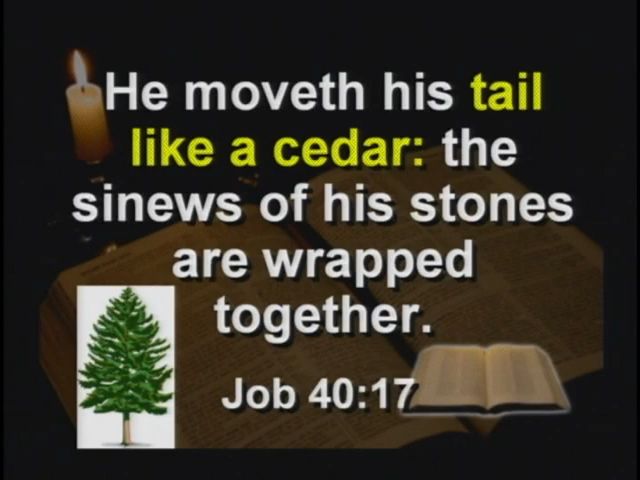 He moveth his tail
like a cedar: the
sinews of his stones
are wrapped
together.
Job 40:17